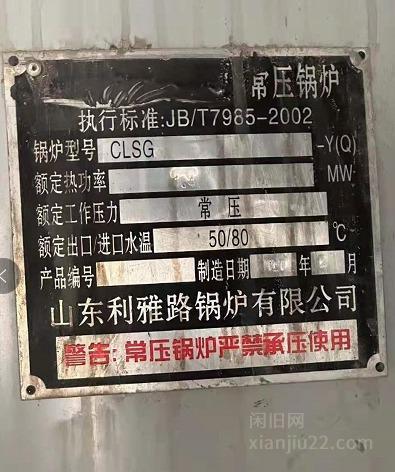 常压锅炉
执行标准:JB/T7985-2002
锅炉型号 CLSG -Y(Q)
额定热功率 MW
额定工作压力 常压
额定出口/进口水温 50/80 ℃
产品编号 制造日期 年 月
山东利雅路锅炉有限公司
警告:常压锅炉严禁承压使用
闲旧网
xianjiu22.com